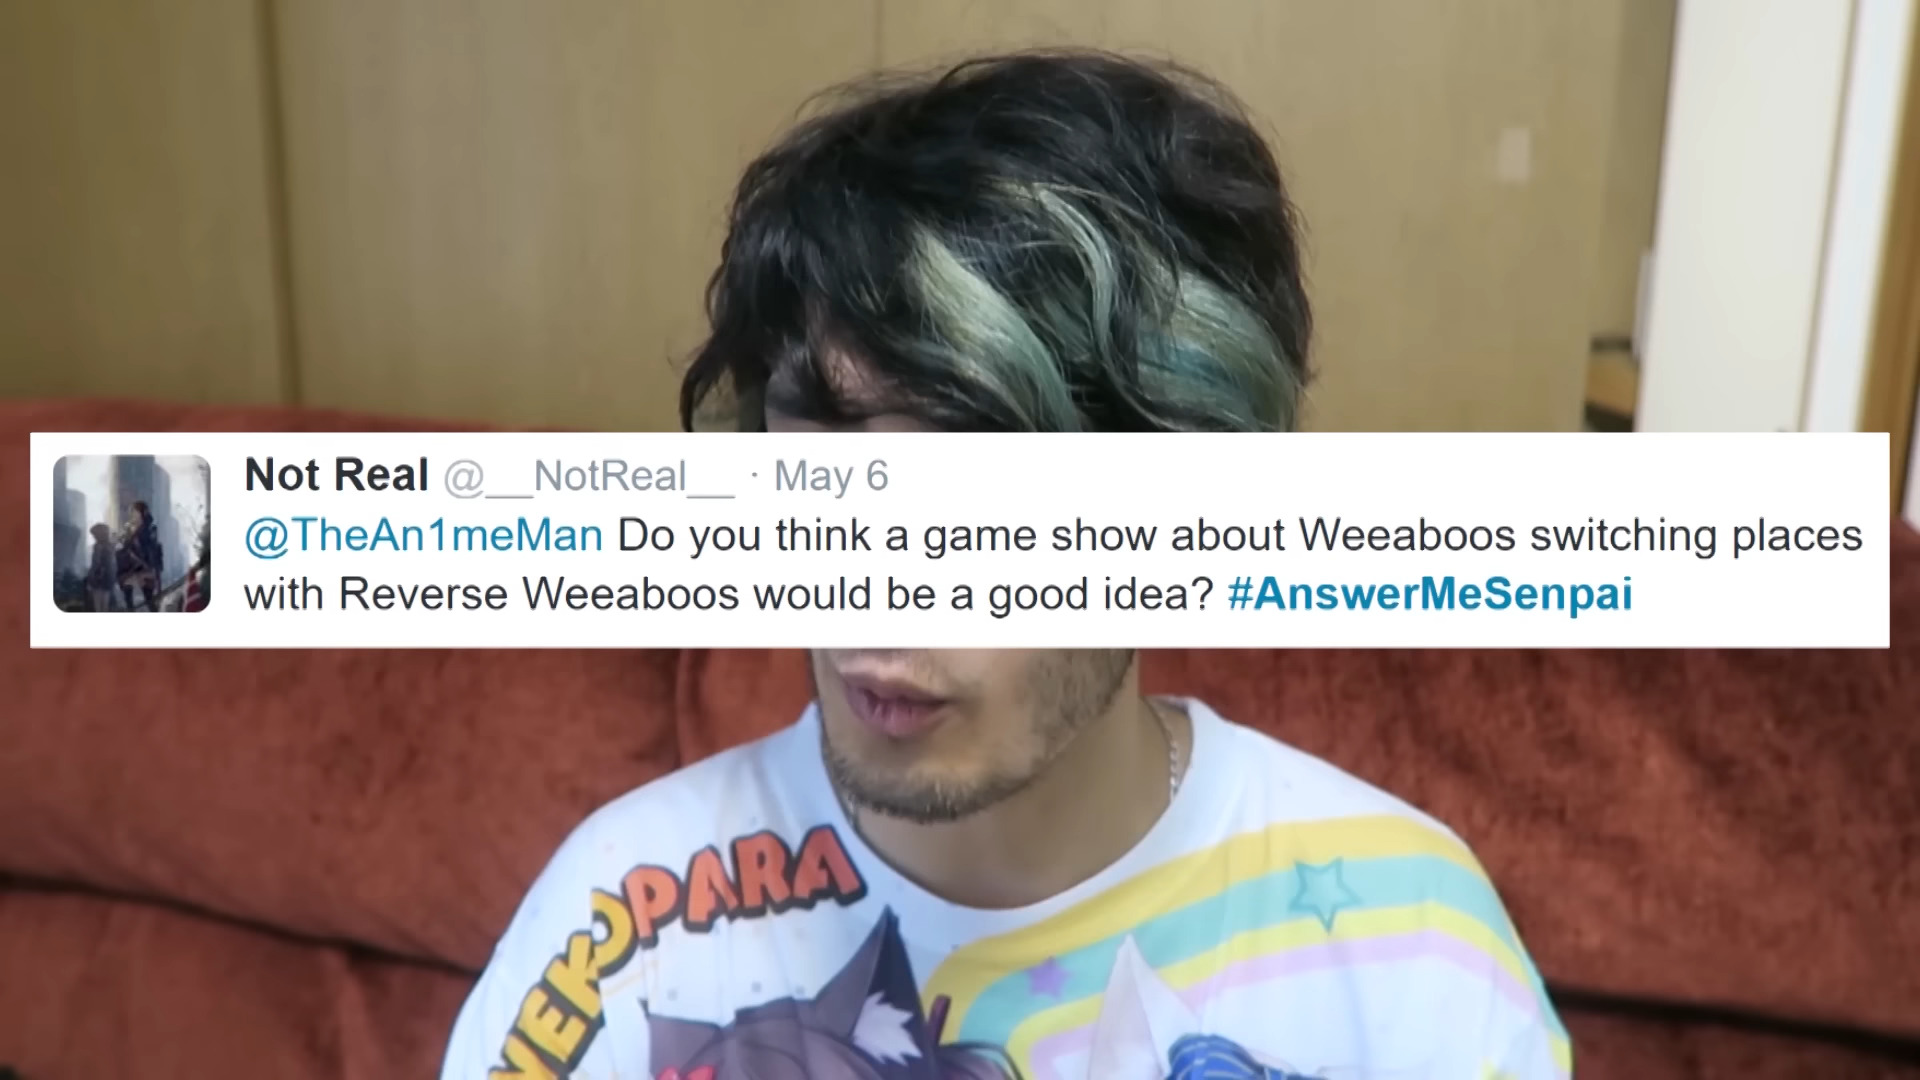 Not Real @__NotReal__ · May 6
@TheAn1meMan Do you think a game show about Weeaboos switching places
with Reverse Weeaboos would be a good idea? #AnswerMeSenpai
NEKOPARA